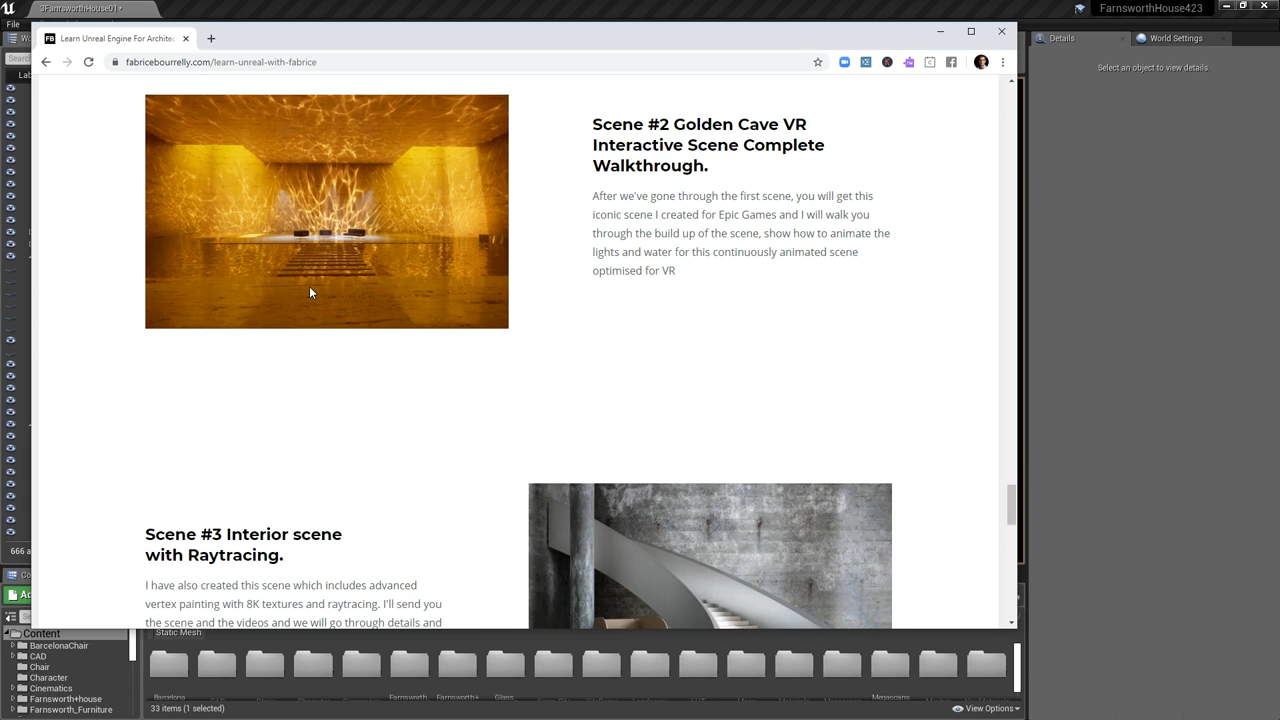 3FarnsworthHouse01*
FarnsworthHouse423
File
Learn Unreal Engine For Architec
Details
World Settings
fabricebourrelly.com/learn-unreal-with-fabrice
Select an object to view details.
Scene #2 Golden Cave VR
Interactive Scene Complete
Walkthrough.
After we've gone through the first scene, you will get this
iconic scene I created for Epic Games and I will walk you
through the build up of the scene, show how to animate the
lights and water for this continuously animated scene
optimised for VR
Scene #3 Interior scene
with Raytracing.
I have also created this scene which includes advanced
vertex painting with 8K textures and raytracing. I'll send you
the scene and the videos and we will go through details and
666 a
Static Mesh
Content
BarcelonaChair
CAD
Chair
Character
Cinematics
Farnsworth+house
Farnsworth_Furniture
Barcelona
Farnsworth
Farnsworth+
Glass
Megascans
33 items (1 selected)
View Options